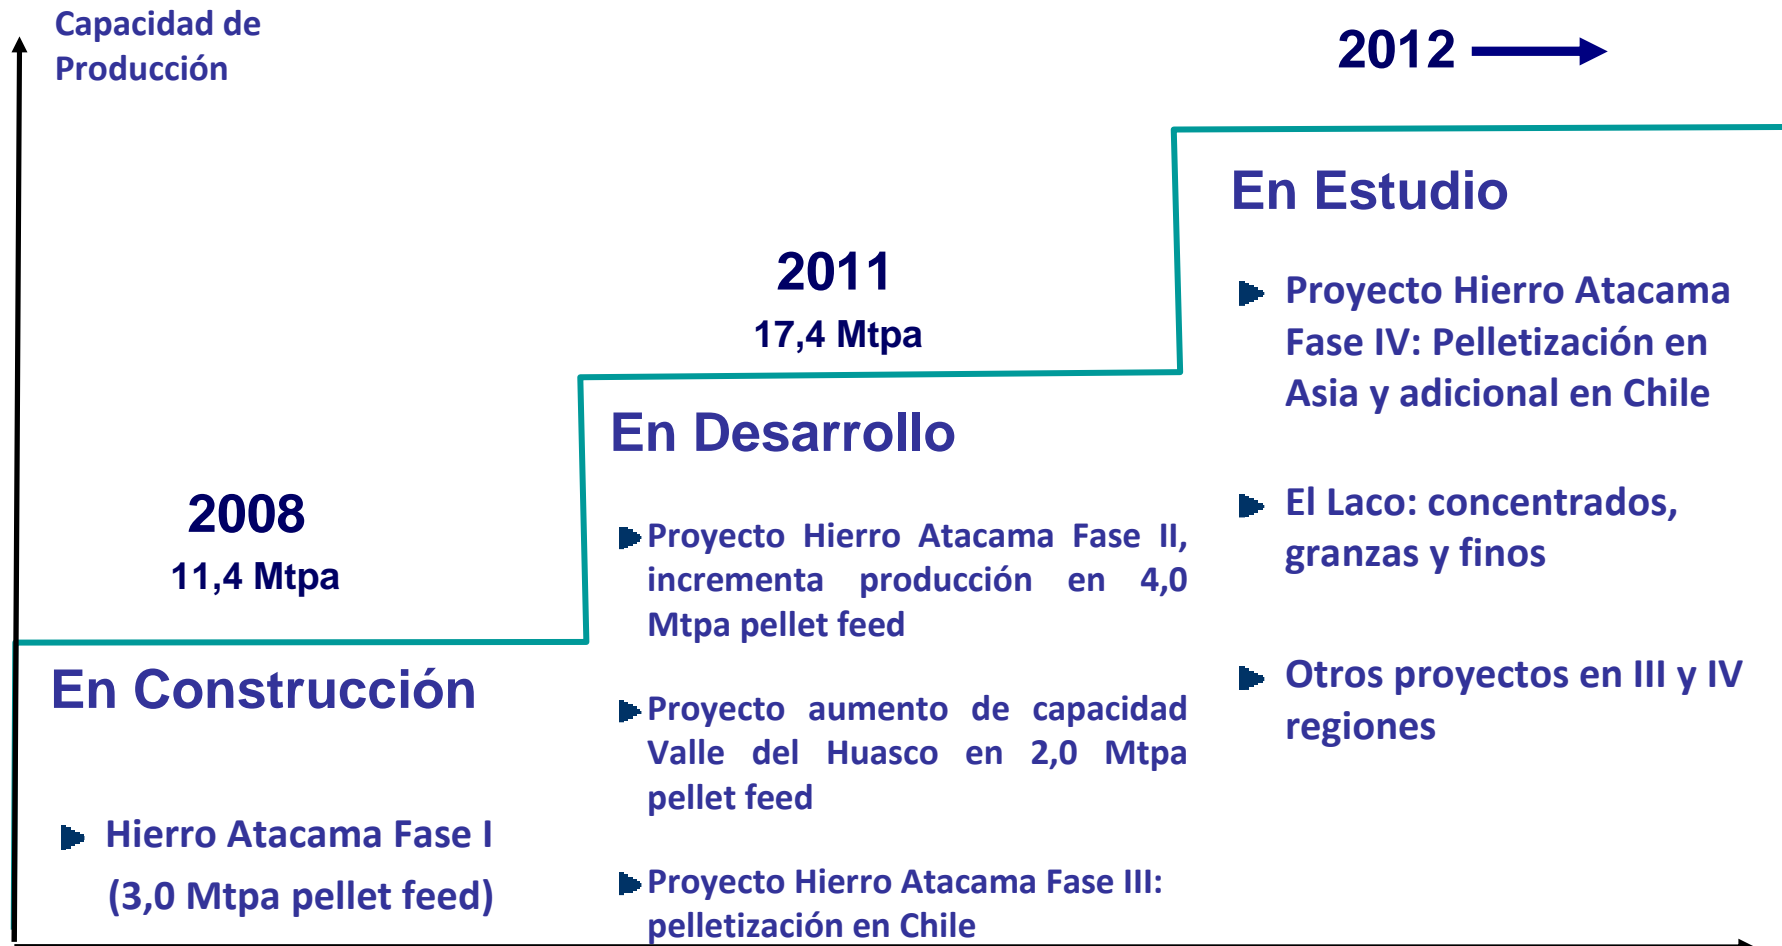 Capacidad de
Producción
2008
11,4 Mtpa
En Construcción
Hierro Atacama Fase I
(3,0 Mtpa pellet feed)
2011
17,4 Mtpa
En Desarrollo
Proyecto Hierro Atacama Fase II,
incrementa producción en 4,0
Mtpa pellet feed
Proyecto aumento de capacidad
Valle del Huasco en 2,0 Mtpa
pellet feed
Proyecto Hierro Atacama Fase III:
pelletización en Chile
2012
En Estudio
Proyecto Hierro Atacama
Fase IV: Pelletización en
Asia y adicional en Chile
El Laco: concentrados,
granzas y finos
Otros proyectos en III y IV
regiones